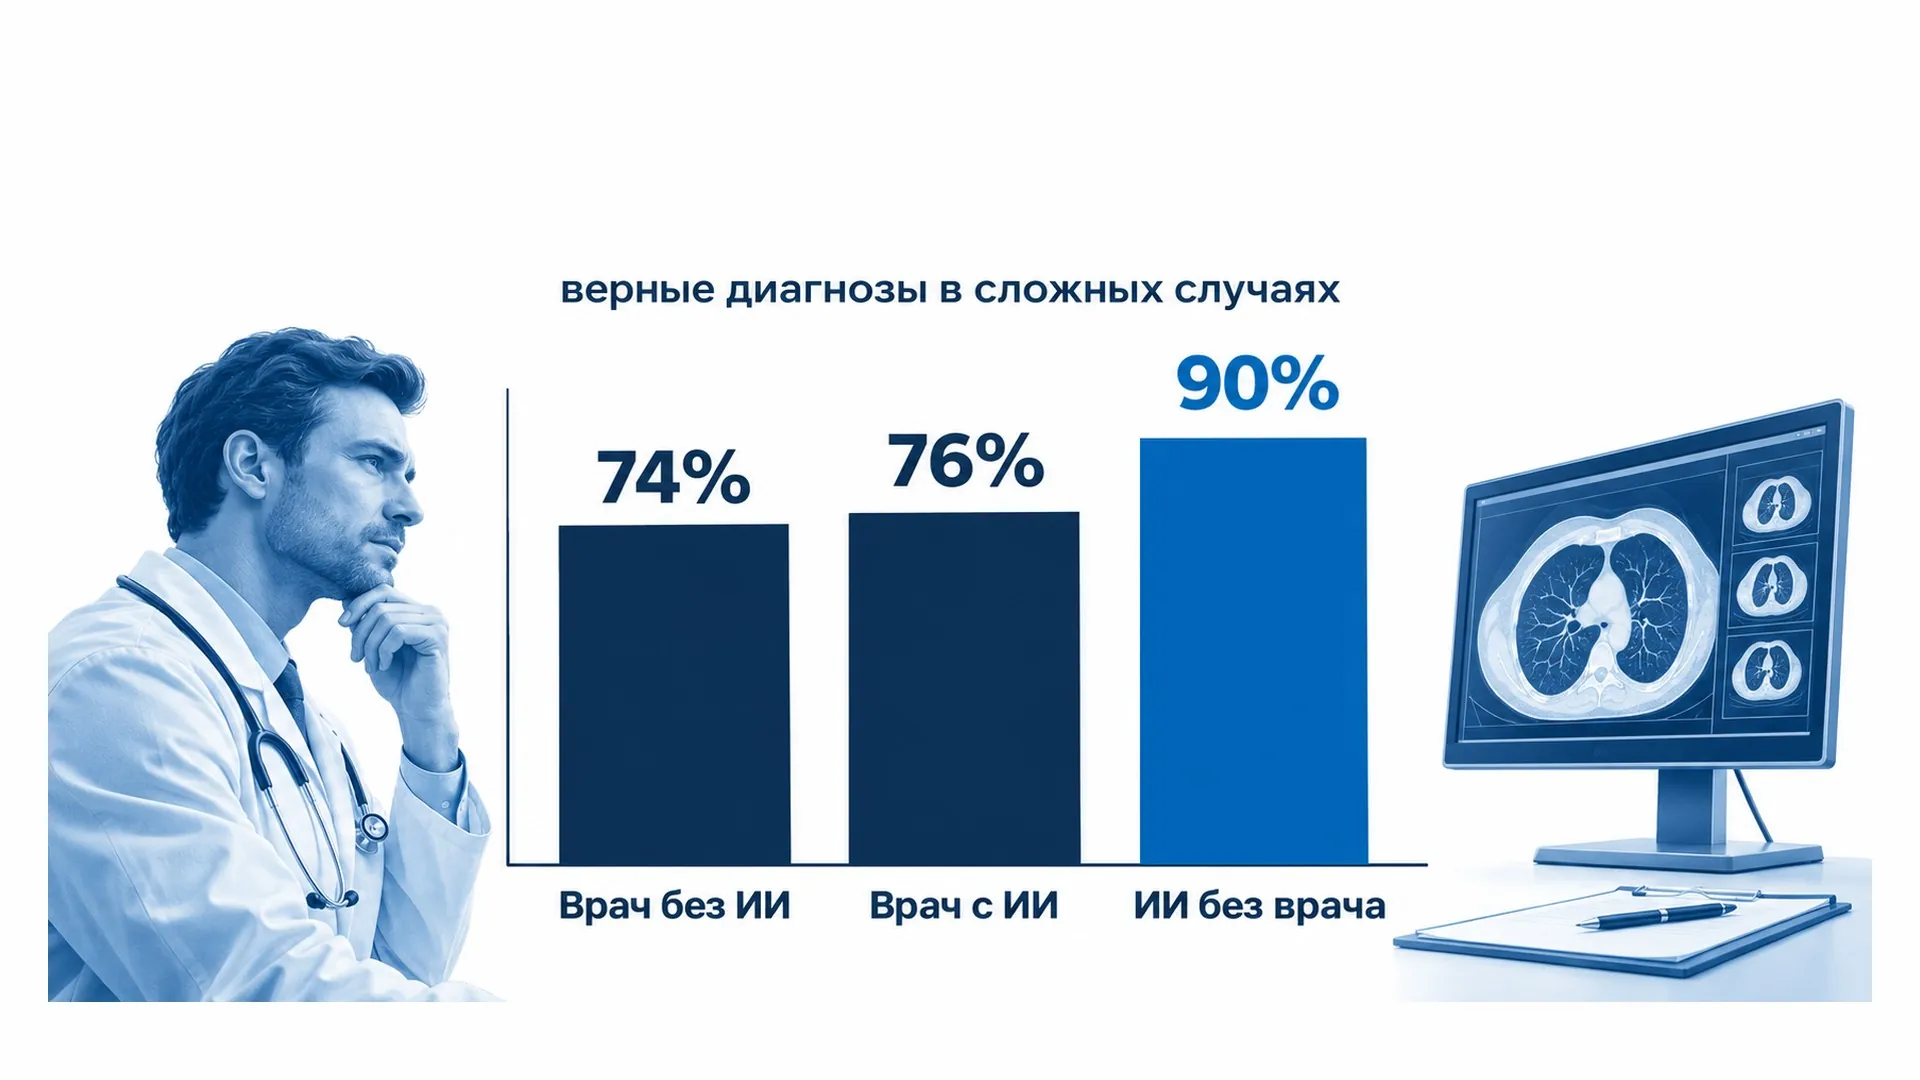 верные диагнозы в сложных случаях
74%
76%
90%
Врач без ИИ
Врач с ИИ
ИИ без врача